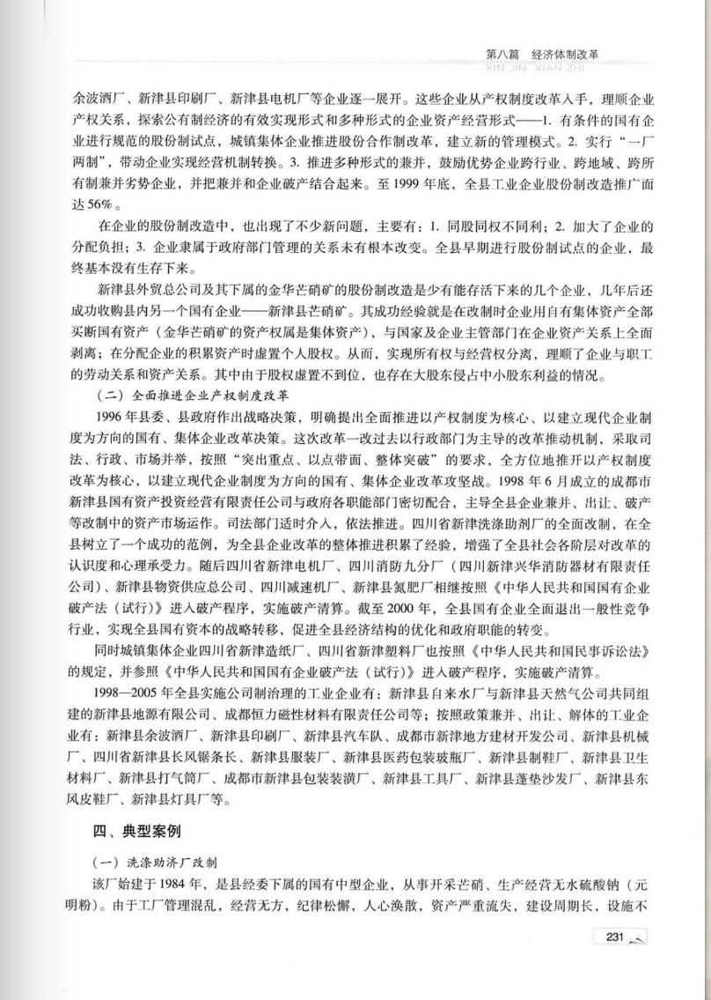 第八篇 经济体制改革
XIN JIN XIAN ZHI
余波酒厂、新津县印刷厂、新津县电机厂等企业逐一展开。这些企业从产权制度改革入手，理顺企业
产权关系，探索公有制经济的有效实现形式和多种形式的企业资产经营形式——1. 有条件的国有企
业进行规范的股份制试点，城镇集体企业推进股份合作制改革，建立新的管理模式。2. 实行“一厂
两制”，带动企业实现经营机制转换。3. 推进多种形式的兼并，鼓励优势企业跨行业、跨地域、跨所
有制兼并劣势企业，并把兼并和企业破产结合起来。至 1999 年底，全县工业企业股份制改造推广面
达 56%。
在企业的股份制改造中，也出现了不少新问题，主要有：1. 同股同权不同利；2. 加大了企业的
分配负担；3. 企业隶属于政府部门管理的关系未有根本改变。全县早期进行股份制试点的企业，最
终基本没有生存下来。
新津县外贸总公司及其下属的金华芒硝矿的股份制改造是少有能存活下来的几个企业，几年后还
成功收购县内另一个国有企业——新津县芒硝矿。其成功经验就是在改制时企业用自有集体资产全部
买断国有资产（金华芒硝矿的资产权属是集体资产），与国家及企业主管部门在企业资产关系上全面
剥离；在分配企业的积累资产时虚置个人股权。从而，实现所有权与经营权分离，理顺了企业与职工
的劳动关系和资产关系。其中由于股权虚置不到位，也存在大股东侵占中小股东利益的情况。
（二）全面推进企业产权制度改革
1996 年县委、县政府作出战略决策，明确提出全面推进以产权制度为核心、以建立现代企业制
度为方向的国有、集体企业改革决策。这次改革一改过去以行政部门为主导的改革推动机制，采取司
法、行政、市场并举，按照“突出重点、以点带面、整体突破”的要求，全方位地推开以产权制度
改革为核心，以建立现代企业制度为方向的国有、集体企业改革攻坚战。1998 年 6 月成立的成都市
新津县国有资产投资经营有限责任公司与政府各职能部门密切配合，主导全县企业兼并、出让、破产
等改制中的资产市场运作。司法部门适时介入，依法推进。四川省新津洗涤助剂厂的全面改制，在全
县树立了一个成功的范例，为全县企业改革的整体推进积累了经验，增强了全县社会各阶层对改革的
认识度和心理承受力。随后四川省新津电机厂、四川消防九分厂（四川新津兴华消防器材有限责任
公司）、新津县物资供应总公司、四川减速机厂、新津县氮肥厂相继按照《中华人民共和国国有企业
破产法（试行）》进入破产程序，实施破产清算。截至 2000 年，全县国有企业全面退出一般性竞争
行业，实现全县国有资本的战略转移，促进全县经济结构的优化和政府职能的转变。
同时城镇集体企业四川省新津造纸厂、四川省新津塑料厂也按照《中华人民共和国民事诉讼法》
的规定，并参照《中华人民共和国国有企业破产法（试行）》进入破产程序，实施破产清算。
1998—2005 年全县实施公司制治理的工业企业有：新津县自来水厂与新津县天然气公司共同组
建的新津县地源有限公司、成都恒力磁性材料有限责任公司等；按照政策兼并、出让、解体的工业企
业有：新津县余波酒厂、新津县印刷厂、新津县汽车队、成都市新津地方建材开发公司、新津县机械
厂、四川省新津县长风锯条长、新津县服装厂、新津县医药包装玻瓶厂、新津县制鞋厂、新津县卫生
材料厂、新津县打气筒厂、成都市新津县包装装潢厂、新津县工具厂、新津县蓬垫沙发厂、新津县东
风皮鞋厂、新津县灯具厂等。
四、典型案例
（一）洗涤助济厂改制
该厂始建于 1984 年，是县经委下属的国有中型企业，从事开采芒硝、生产经营无水硫酸钠（元
明粉）。由于工厂管理混乱，经营无方，纪律松懈，人心涣散，资产严重流失，建设周期长，设施不
231